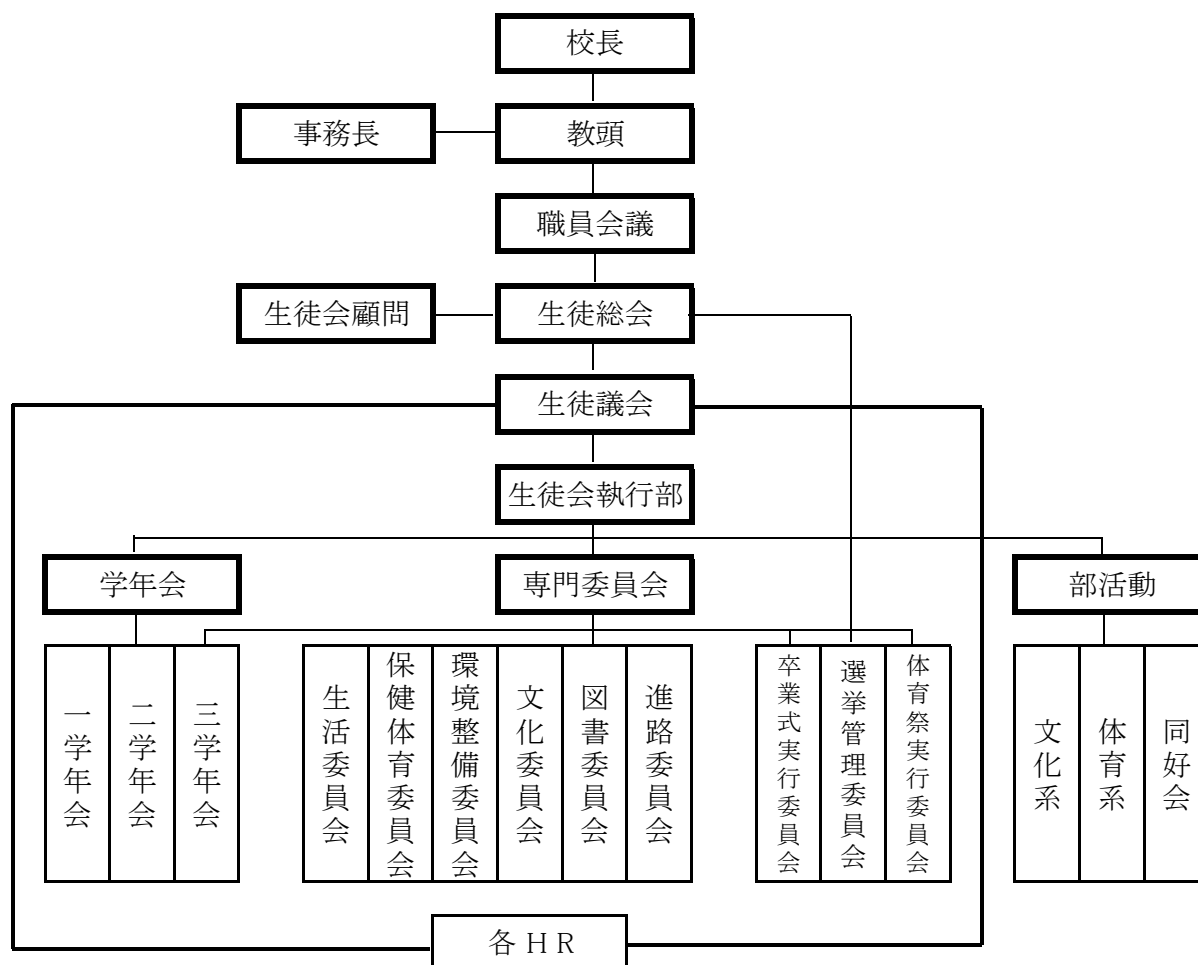 校長
事務長
教頭
職員会議
生徒会顧問
生徒総会
生徒議会
生徒会執行部
学年会
専門委員会
部活動
一学年会
二学年会
三学年会
生活委員会
保健体育委員会
環境整備委員会
文化委員会
図書委員会
進路委員会
卒業式実行委員会
選挙管理委員会
体育祭実行委員会
文化系
体育系
同好会
各ＨＲ